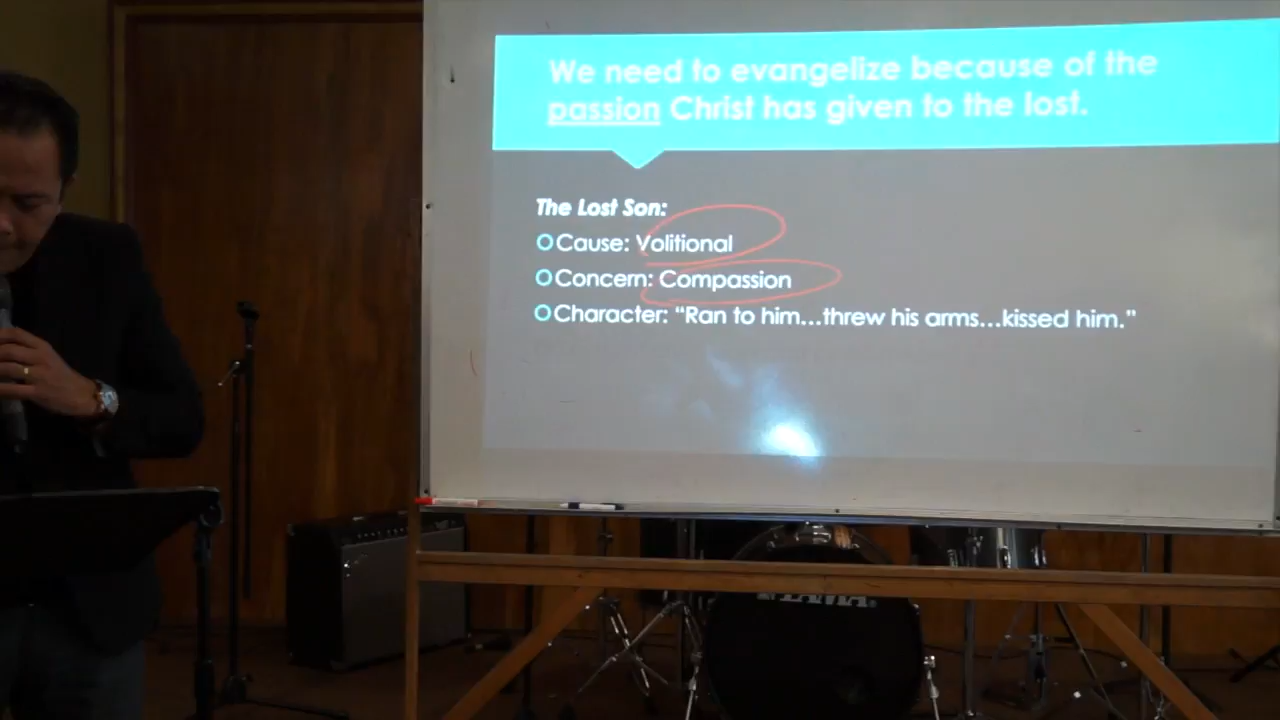 We need to evangelize because of the
passion Christ has given to the lost.
The Lost Son:
Cause: Volitional
Concern: Compassion
Character: “Ran to him...threw his arms...kissed him.”
TAMA